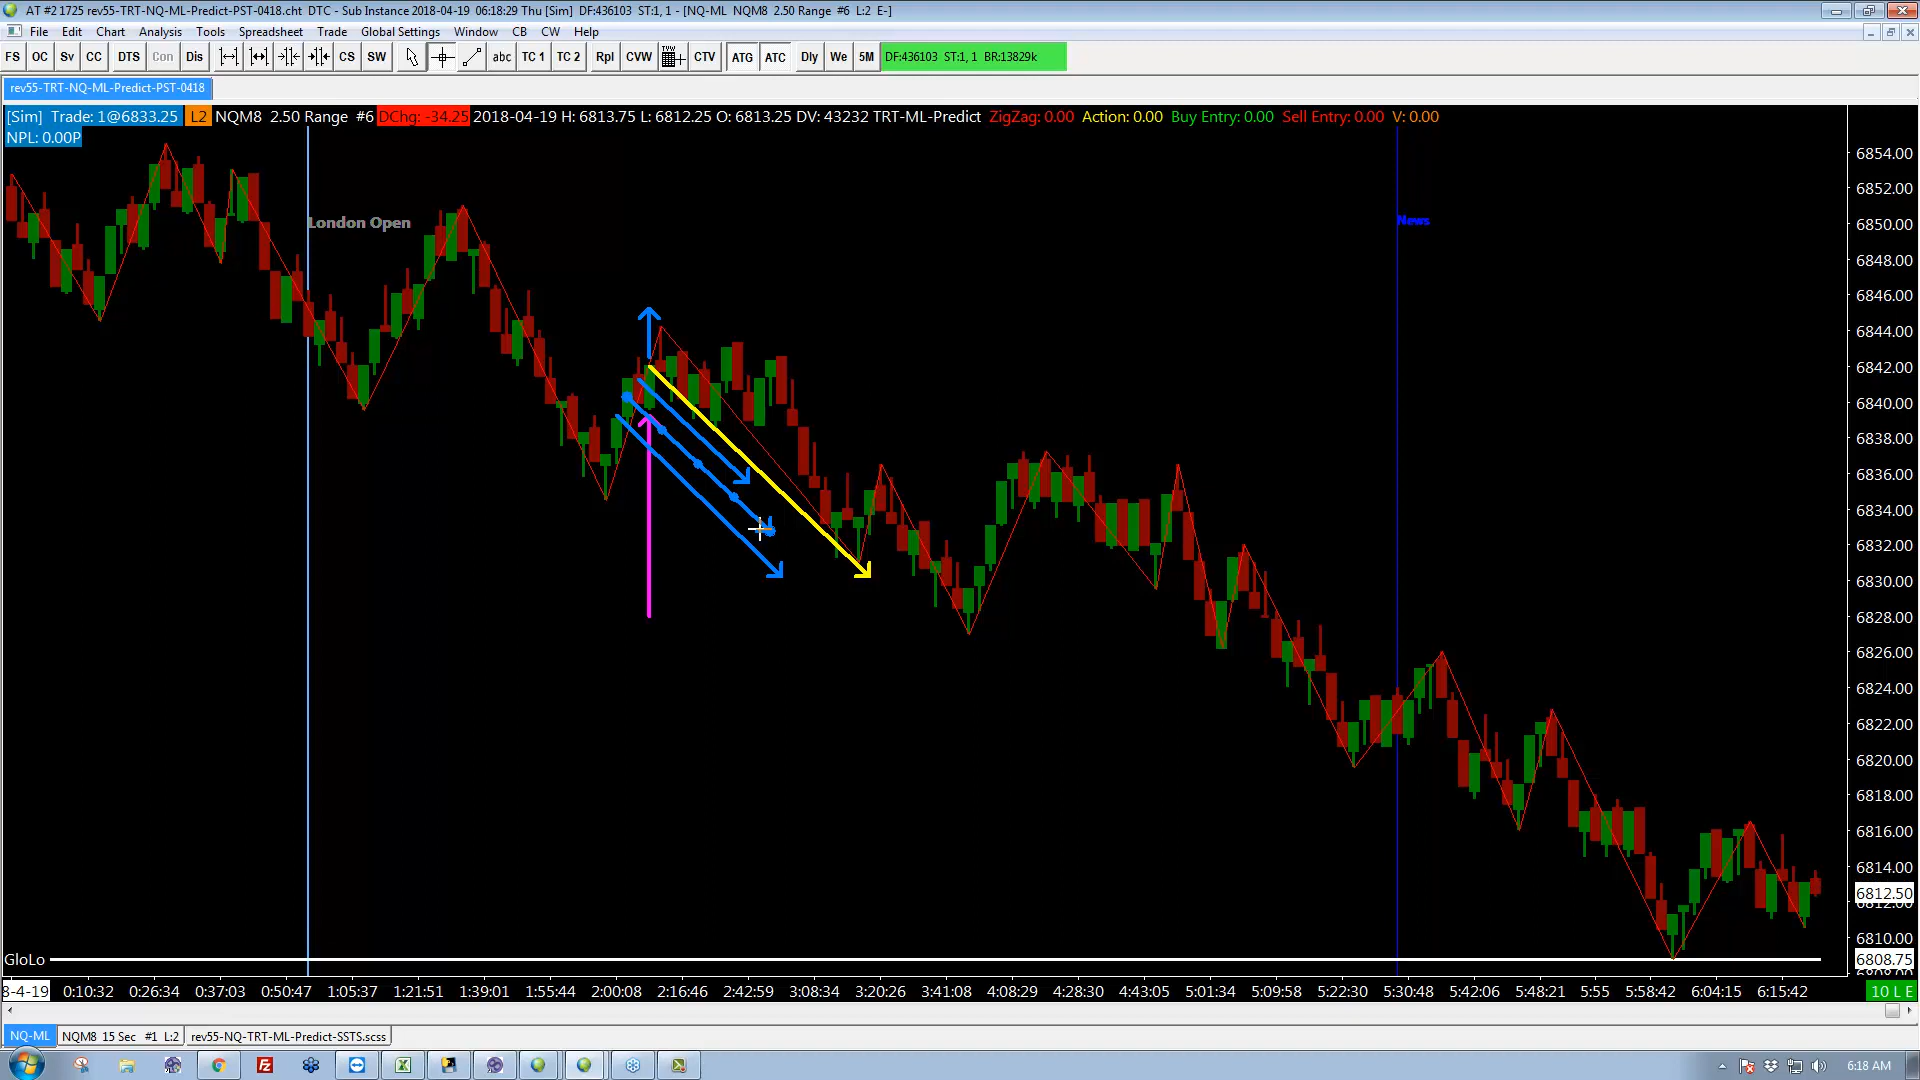 AT #2 1725 rev55-TRT-NQ-ML-Predict-PST-0418.cht DTC - Sub Instance 2018-04-19 06:18:29 Thu [Sim] DF:436103 ST:1, 1 - [NQ-ML NQM8 2.50 Range #6 L:2 E-]
File Edit Chart Analysis Tools Spreadsheet Trade Global Settings Window CB CW Help
FS OC Sv CC DTS Con Dis CS SW abc TC 1 TC 2 Rpl CVW TVW CTV ATG ATC Dly We 5M DF:436103 ST:1, 1 BR:13829k
rev55-TRT-NQ-ML-Predict-PST-0418
[Sim] Trade: 1@6833.25 L2 NQM8 2.50 Range #6 DChg: -34.25 2018-04-19 H: 6813.75 L: 6812.25 O: 6813.25 DV: 43232 TRT-ML-Predict ZigZag: 0.00 Action: 0.00 Buy Entry: 0.00 Sell Entry: 0.00 V: 0.00
NPL: 0.00P
6854.00
6852.00
London Open
News
6850.00
6848.00
6846.00
6844.00
6842.00
6840.00
6838.00
6836.00
6834.00
6832.00
6830.00
6828.00
6826.00
6824.00
6822.00
6820.00
6818.00
6816.00
6814.00
6812.50
6810.00
GloLo
6808.75
8-4-19 0:10:32 0:26:34 0:37:03 0:50:47 1:05:37 1:21:51 1:39:01 1:55:44 2:00:08 2:16:46 2:42:59 3:08:34 3:20:26 3:41:08 4:08:29 4:28:30 4:43:05 5:01:34 5:09:58 5:22:30 5:30:48 5:42:06 5:48:21 5:55 5:58:42 6:04:15 6:15:42 10 L E
NQ-ML NQM8 15 Sec #1 L:2 rev55-NQ-TRT-ML-Predict-SSTS.scss
6:18 AM